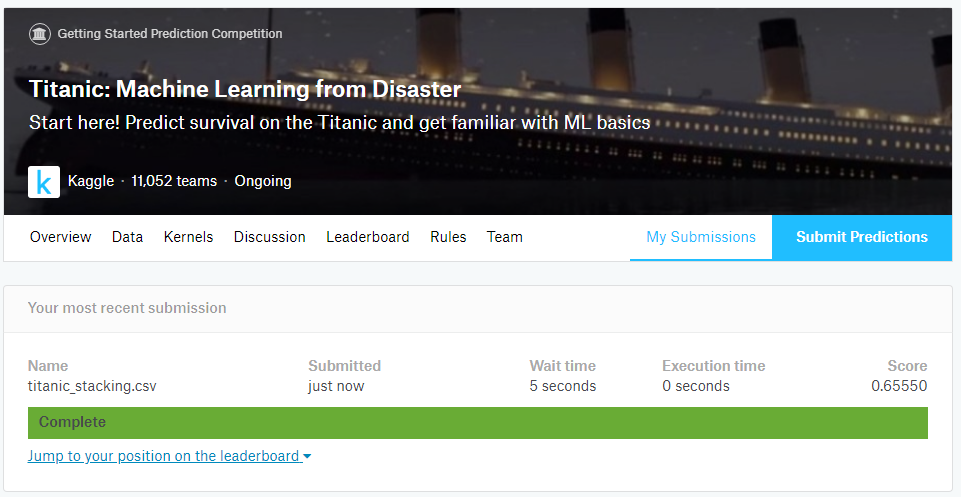 Getting Started Prediction Competition
Titanic: Machine Learning from Disaster
Start here! Predict survival on the Titanic and get familiar with ML basics
k Kaggle · 11,052 teams · Ongoing
Overview Data Kernels Discussion Leaderboard Rules Team My Submissions Submit Predictions
Your most recent submission
Name Submitted Wait time Execution time Score
titanic_stacking.csv just now 5 seconds 0 seconds 0.65550
Complete
Jump to your position on the leaderboard